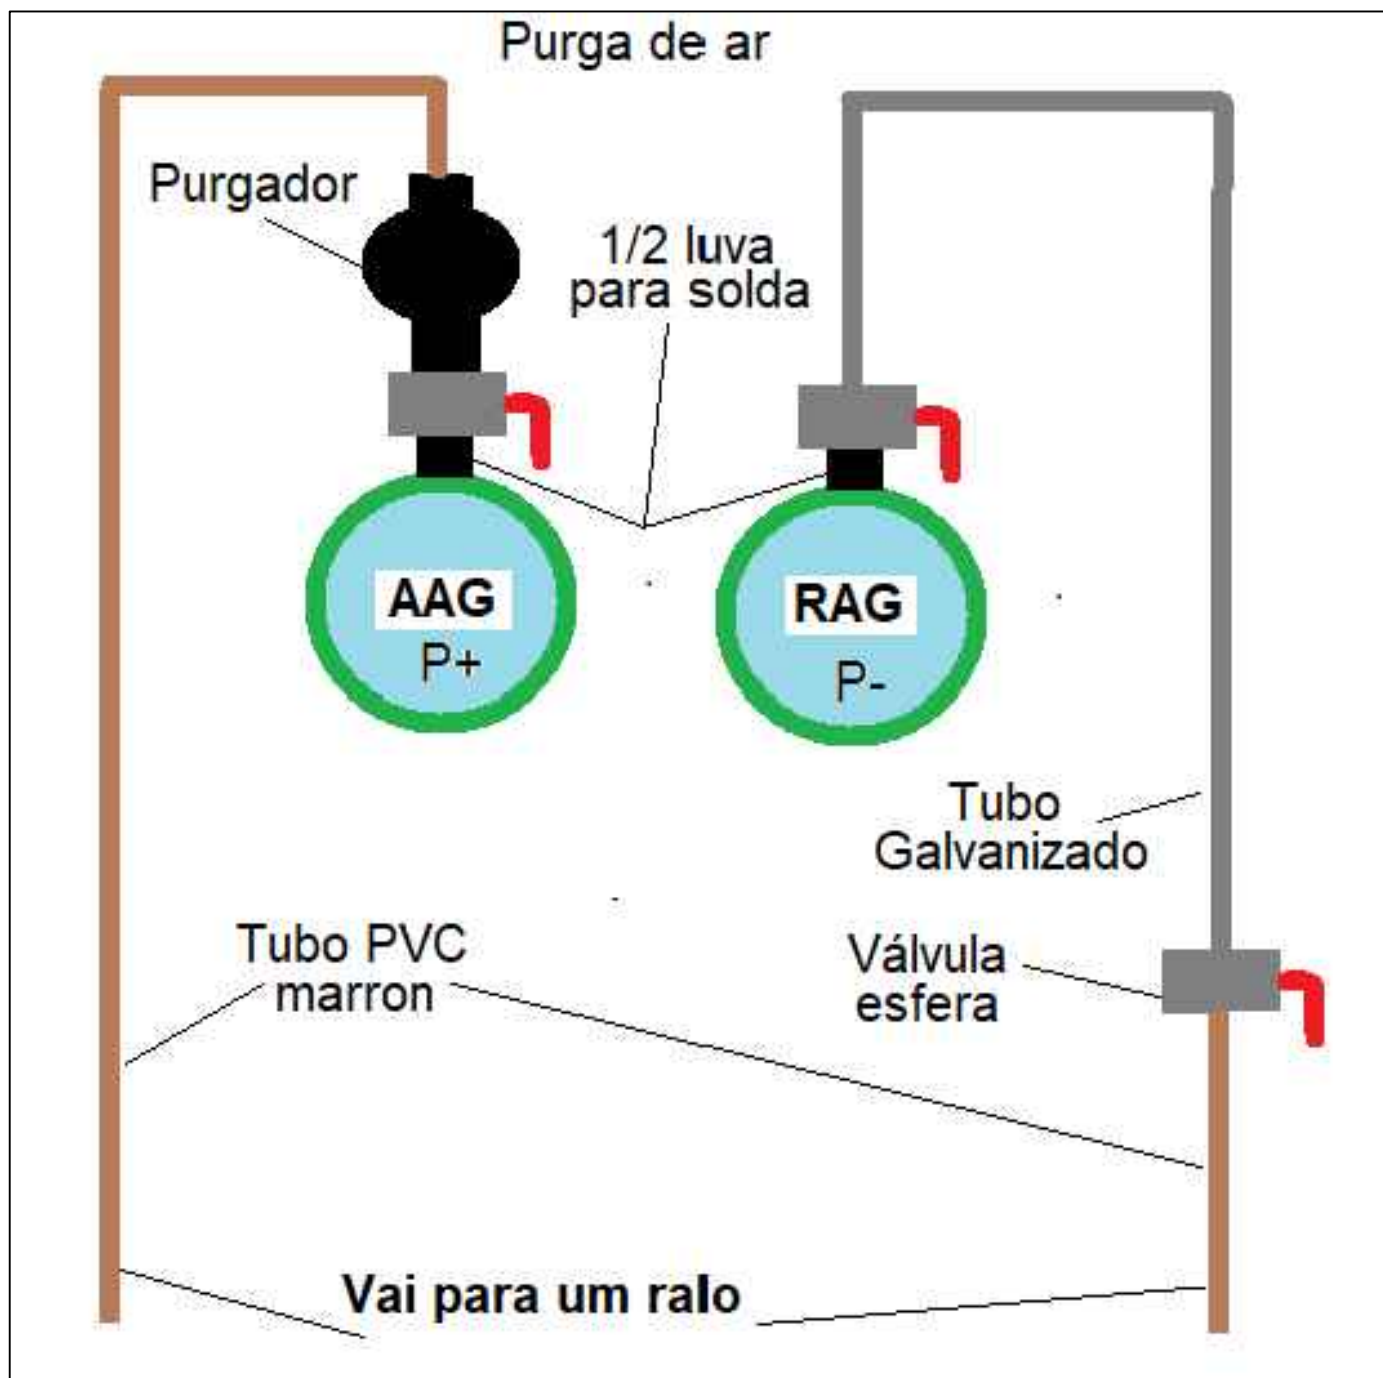 Purga de ar
Purgador
1/2 luva
para solda
AAG
P+
RAG
P-
Tubo
Galvanizado
Tubo PVC
marron
Válvula
esfera
Vai para um ralo